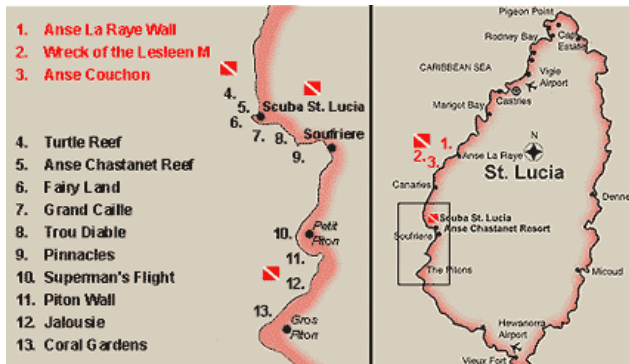 1. Anse La Raye Wall
2. Wreck of the Lesleen M
3. Anse Couchon
4. Turtle Reef
5. Anse Chastanet Reef
6. Fairy Land
7. Grand Caille
8. Trou Diable
9. Pinnacles
10. Superman's Flight
11. Piton Wall
12. Jalousie
13. Coral Gardens
4.
5. Scuba St. Lucia
6.
7.
8. Soufriere
9.
10. Petit
Piton
11.
12.
13. Gros
Piton
Pigeon Point
Rodney Bay Cap
Estate
CARIBBEAN SEA
Vigie
Airport
Castries
Marigot Bay
N
1.
2. Anse La Raye
3.
St. Lucia
Canaries
Denne
Scuba St. Lucia
Anse Chastanet Resort
Soufriere
The Pitons
Micoud
Hewanorra
Airport
Vieux Fort